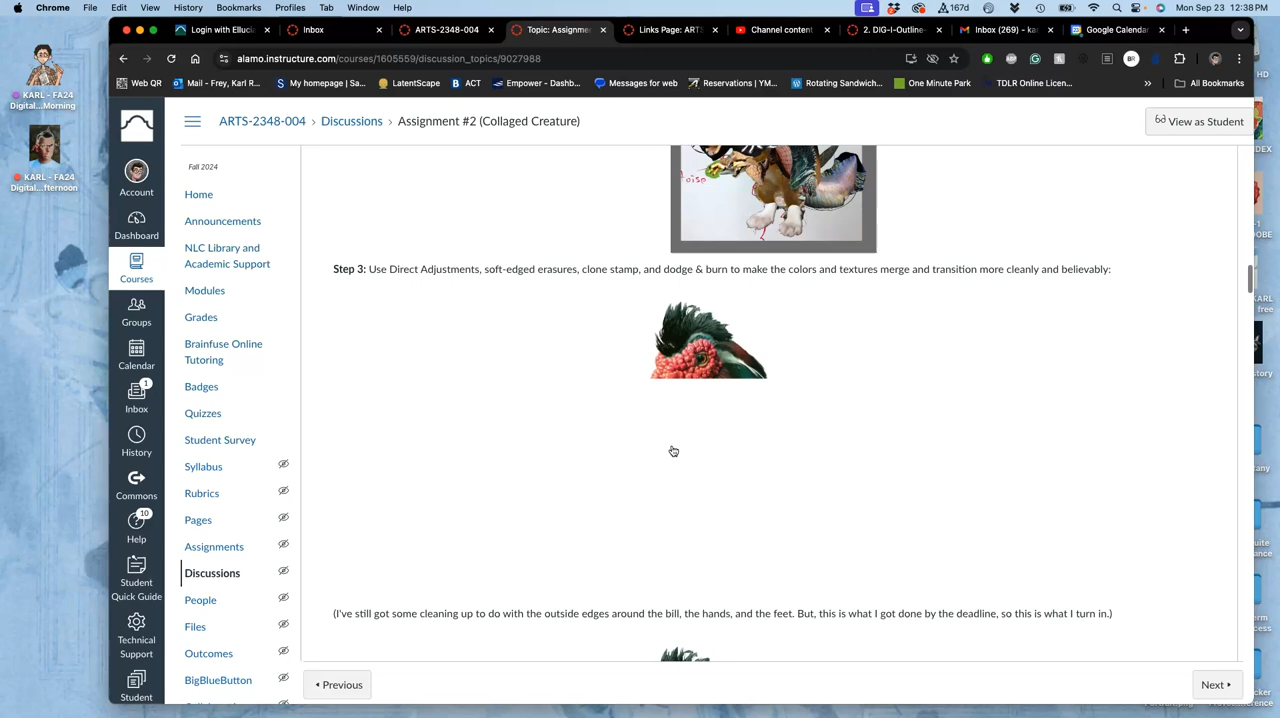 Chrome File Edit View History Bookmarks Profiles Tab Window Help
167d
Mon Sep 23 12:38 PM
Login with Ellucia
Inbox
ARTS-2348-004
Topic: Assignme
Links Page: ART
Channel content
2. DIG-I-Outline-
Inbox (269) - ka
Google Calendar
alamo.instructure.com/courses/1605559/discussion_topics/9027988
BR
Web QR
Mail - Frey, Karl R...
My homepage | Sa...
LatentScape
ACT
Empower - Dashb...
Messages for web
Reservations | YM...
Rotating Sandwich...
One Minute Park
TDLR Online Licen...
»
All Bookmarks
KARL - FA24
Digital...Morning
KARL - FA24
Digital...fternoon
ARTS-2348-004 › Discussions › Assignment #2 (Collaged Creature)
View as Student
Account
Dashboard
Courses
Groups
Calendar
1
Inbox
History
Commons
10
Help
Student
Quick Guide
Technical
Support
Student
Fall 2024
Home
Announcements
NLC Library and
Academic Support
Modules
Grades
Brainfuse Online
Tutoring
Badges
Quizzes
Student Survey
Syllabus
Rubrics
Pages
Assignments
Discussions
People
Files
Outcomes
BigBlueButton
Step 3: Use Direct Adjustments, soft-edged erasures, clone stamp, and dodge & burn to make the colors and textures merge and transition more cleanly and believably:
(I've still got some cleaning up to do with the outside edges around the bill, the hands, and the feet. But, this is what I got done by the deadline, so this is what I turn in.)
Previous
Next
HD